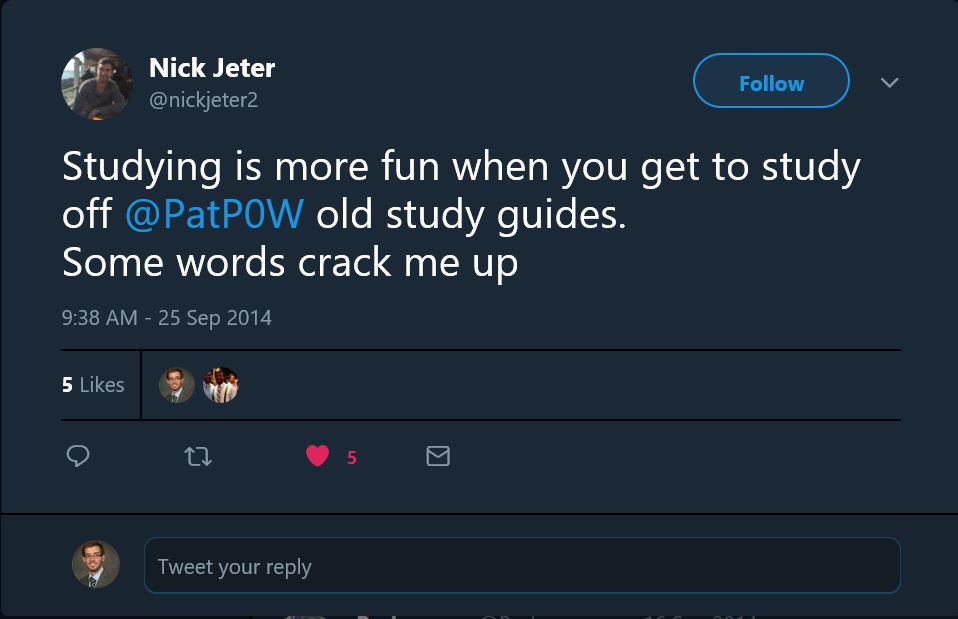 Nick Jeter
@nickjeter2
Follow
Studying is more fun when you get to study
off @PatP0W old study guides.
Some words crack me up
9:38 AM - 25 Sep 2014
5 Likes
5
Tweet your reply